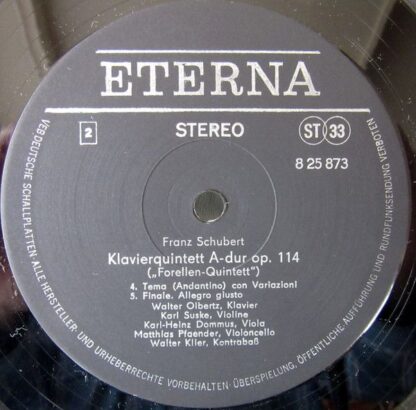 ETERNA
2
STEREO
ST 33
8 25 873
Franz Schubert
Klavierquintett A-dur op. 114
(„Forellen-Quintett“)
4. Tema (Andantino) con Variazioni
5. Finale. Allegro giusto
Walter Olbertz, Klavier
Karl Suske, Violine
Karl-Heinz Dommus, Viola
Matthias Pfaender, Violoncello
Walter Klier, Kontrabaß
VEB DEUTSCHE SCHALLPLATTEN ALLE HERSTELLER- UND URHEBERRECHTE VORBEHALTEN ÜBERSPIELUNG, ÖFFENTLICHE AUFFÜHRUNG UND RUNDFUNKSENDUNG VERBOTEN